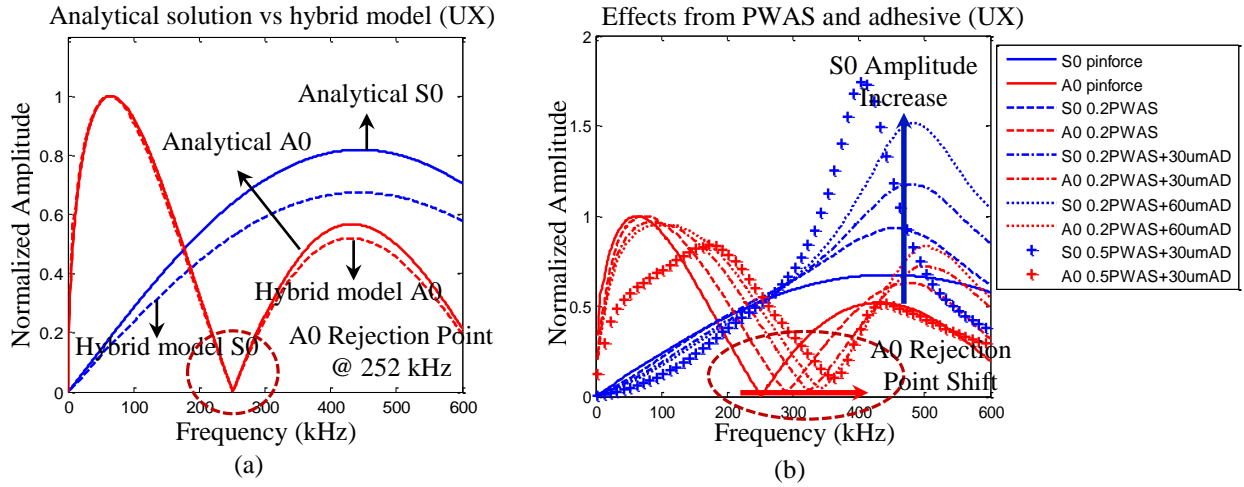 Analytical solution vs hybrid model (UX)
Normalized Amplitude
1
0.8
0.6
0.4
0.2
0
Analytical S0
Analytical A0
Hybrid model A0
Hybrid model S0
A0 Rejection Point
@ 252 kHz
0 100 200 300 400 500 600
Frequency (kHz)
(a)
Effects from PWAS and adhesive (UX)
Normalized Amplitude
2
1.5
1
0.5
0
S0 Amplitude
Increase
A0 Rejection
Point Shift
0 100 200 300 400 500 600
Frequency (kHz)
(b)
S0 pinforce
A0 pinforce
S0 0.2PWAS
A0 0.2PWAS
S0 0.2PWAS+30umAD
A0 0.2PWAS+30umAD
S0 0.2PWAS+60umAD
A0 0.2PWAS+60umAD
S0 0.5PWAS+30umAD
A0 0.5PWAS+30umAD